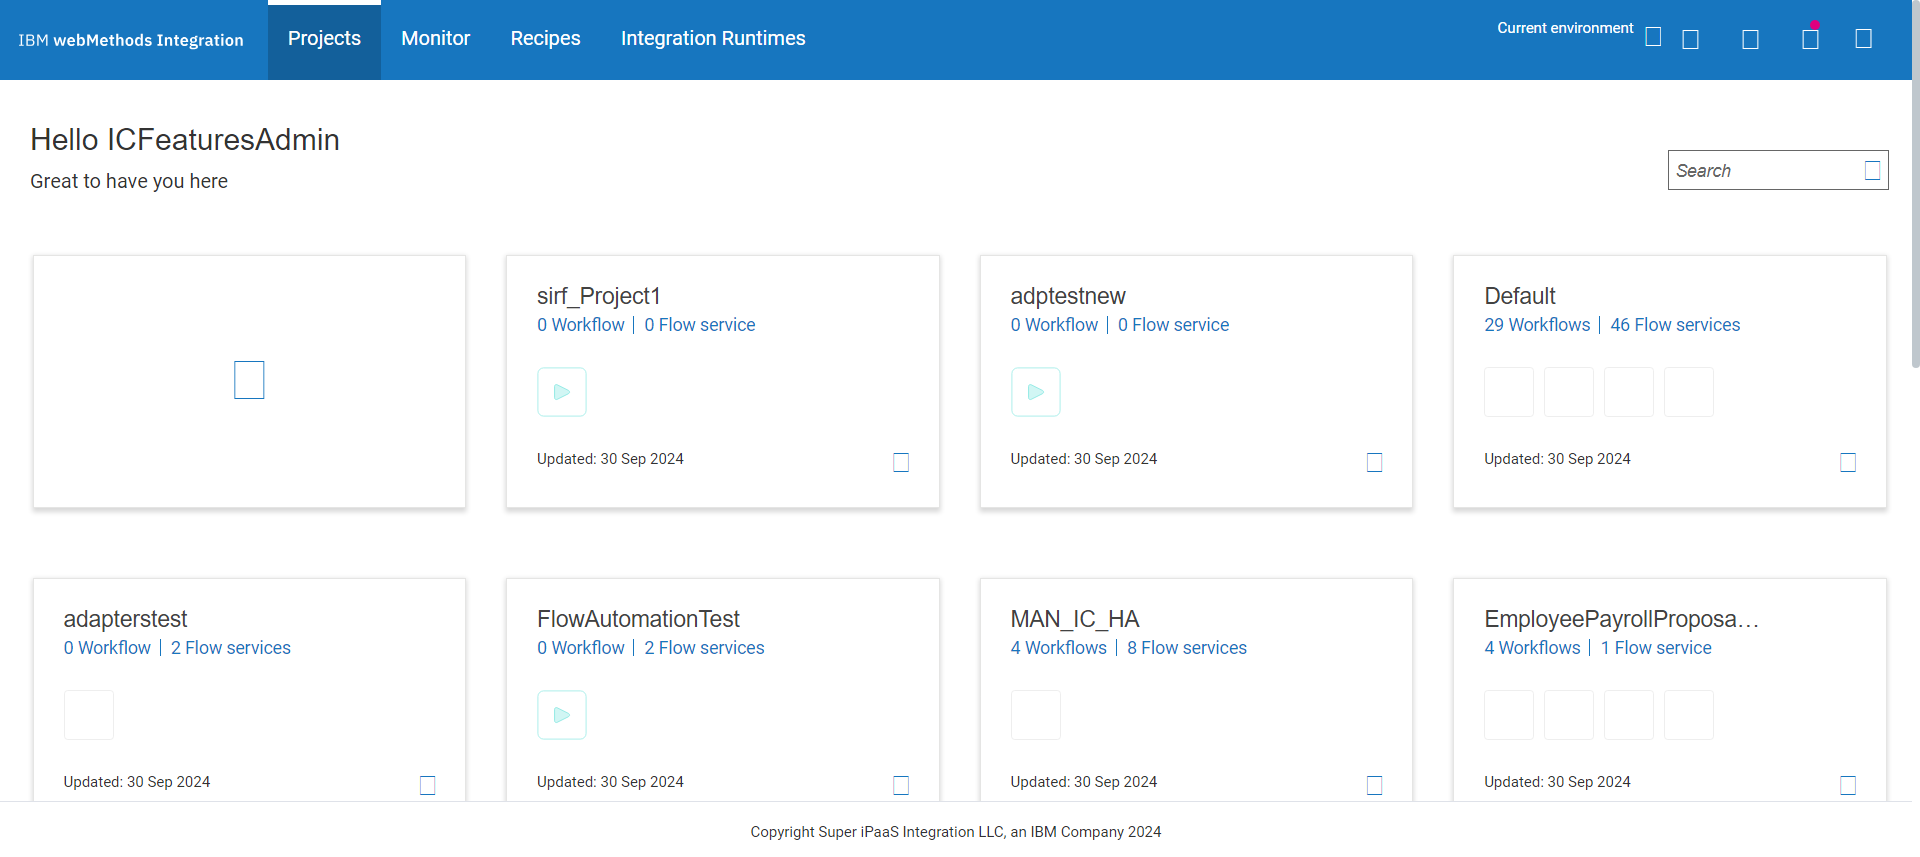 IBM webMethods Integration
Projects
Monitor
Recipes
Integration Runtimes
Current environment
Hello ICFeaturesAdmin
Great to have you here
Search
sirf_Project1
0 Workflow | 0 Flow service
Updated: 30 Sep 2024
adptestnew
0 Workflow | 0 Flow service
Updated: 30 Sep 2024
Default
29 Workflows | 46 Flow services
Updated: 30 Sep 2024
adapterstest
0 Workflow | 2 Flow services
Updated: 30 Sep 2024
FlowAutomationTest
0 Workflow | 2 Flow services
Updated: 30 Sep 2024
MAN_IC_HA
4 Workflows | 8 Flow services
Updated: 30 Sep 2024
EmployeePayrollProposa...
4 Workflows | 1 Flow service
Updated: 30 Sep 2024
Copyright Super iPaaS Integration LLC, an IBM Company 2024